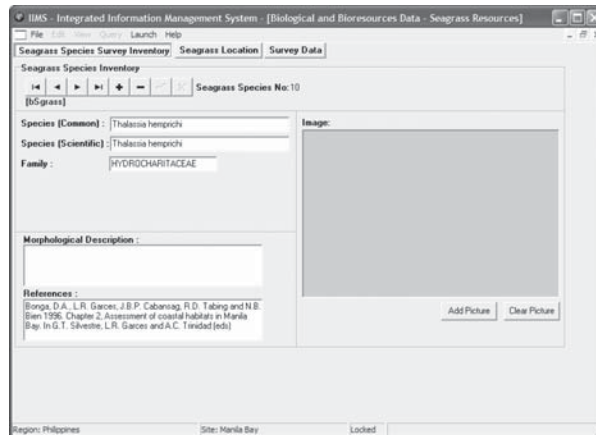 IIMS - Integrated Information Management System - [Biological and Bioresources Data - Seagrass Resources]
File Edit View Query Launch Help
Seagrass Species Survey Inventory Seagrass Location Survey Data
Seagrass Species Inventory
Seagrass Species No: 10
[bSgrass]
Species (Common) : Thalassia hemprichi
Image:
Species (Scientific) : Thalassia hemprichi
Family : HYDROCHARITACEAE
Morphological Description :
References :
Bonga, D.A., L.R. Garces, J.B.P. Cabansag, R.D. Tabing and N.B.
Bien 1996. Chapter 2, Assessment of coastal habitats in Manila
Bay. In G.T. Silvestre, L.R. Garces and A.C. Trinidad (eds)
Add Picture Clear Picture
Region: Philippines Site: Manila Bay Locked